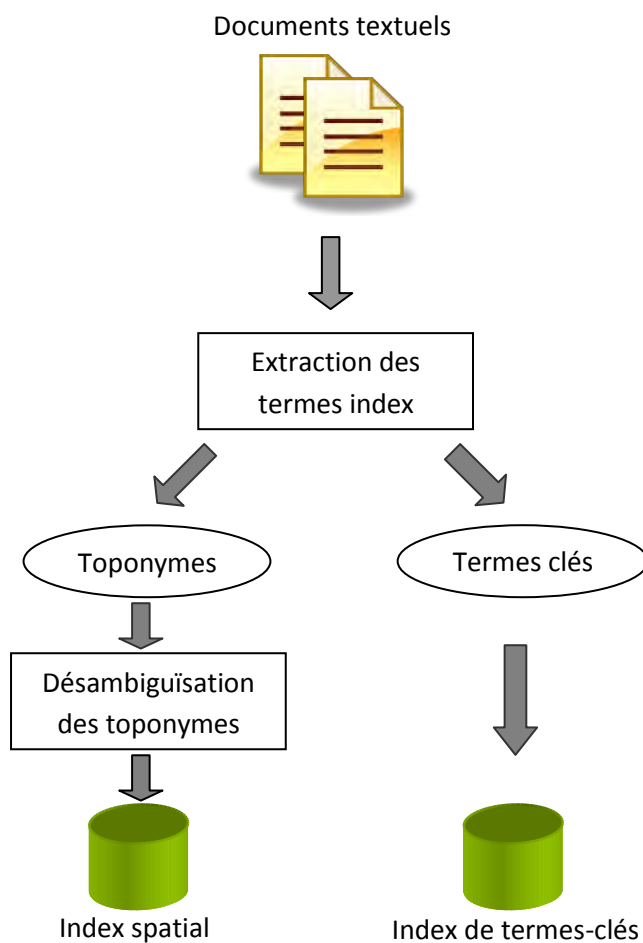 Documents textuels
Extraction des
termes index
Toponymes
Termes clés
Désambiguïsation
des toponymes
Index spatial
Index de termes-clés